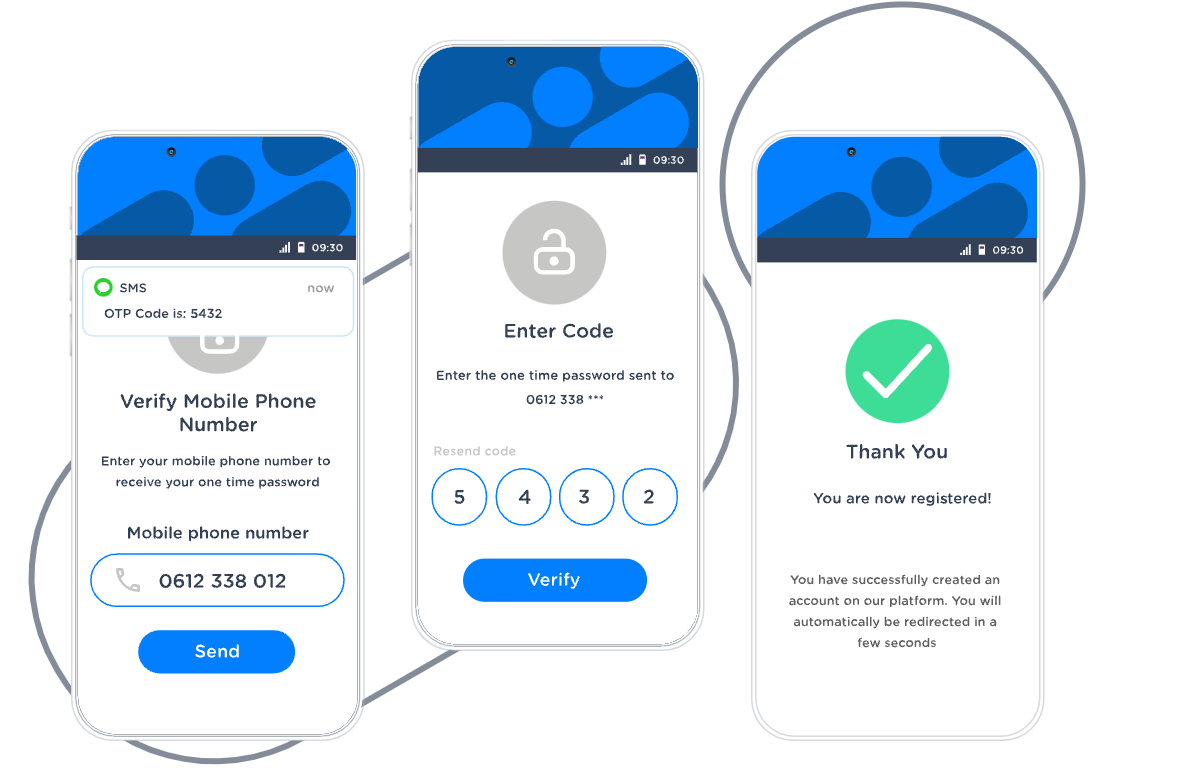 09:30
SMS
now
OTP Code is: 5432
Verify Mobile Phone
Number
Enter your mobile phone number to
receive your one time password
Mobile phone number
0612 338 012
Send
09:30
Enter Code
Enter the one time password sent to
0612 338 ***
Resend code
5 4 3 2
Verify
09:30
Thank You
You are now registered!
You have successfully created an
account on our platform. You will
automatically be redirected in a
few seconds